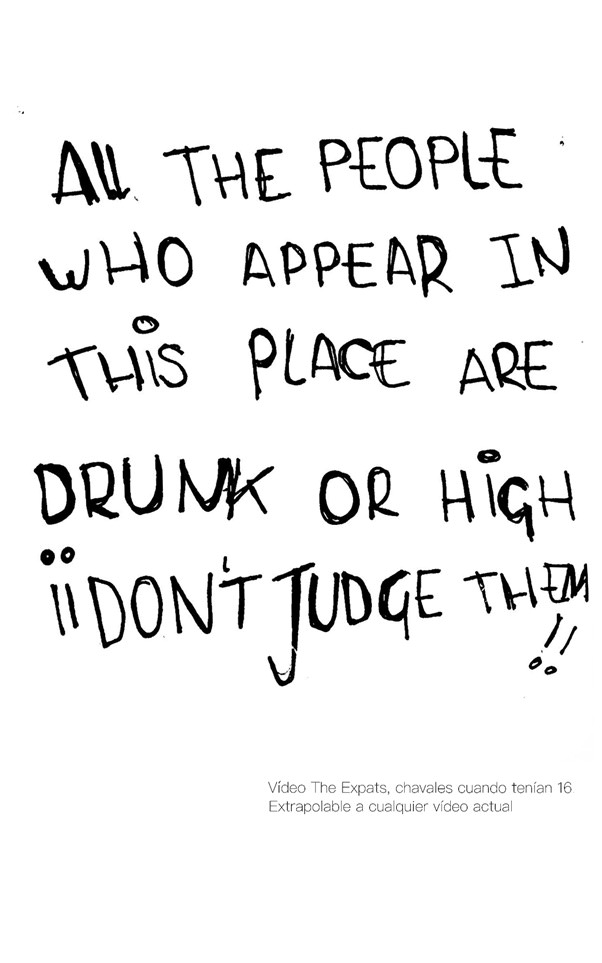 All THE PEOPLE
WHO APPEAR IN
THiS PLACE ARE
DRUNK OR HiGH
¡¡DON'T JUDGE THEM!!
Vídeo The Expats, chavales cuando tenían 16
Extrapolable a cualquier vídeo actual